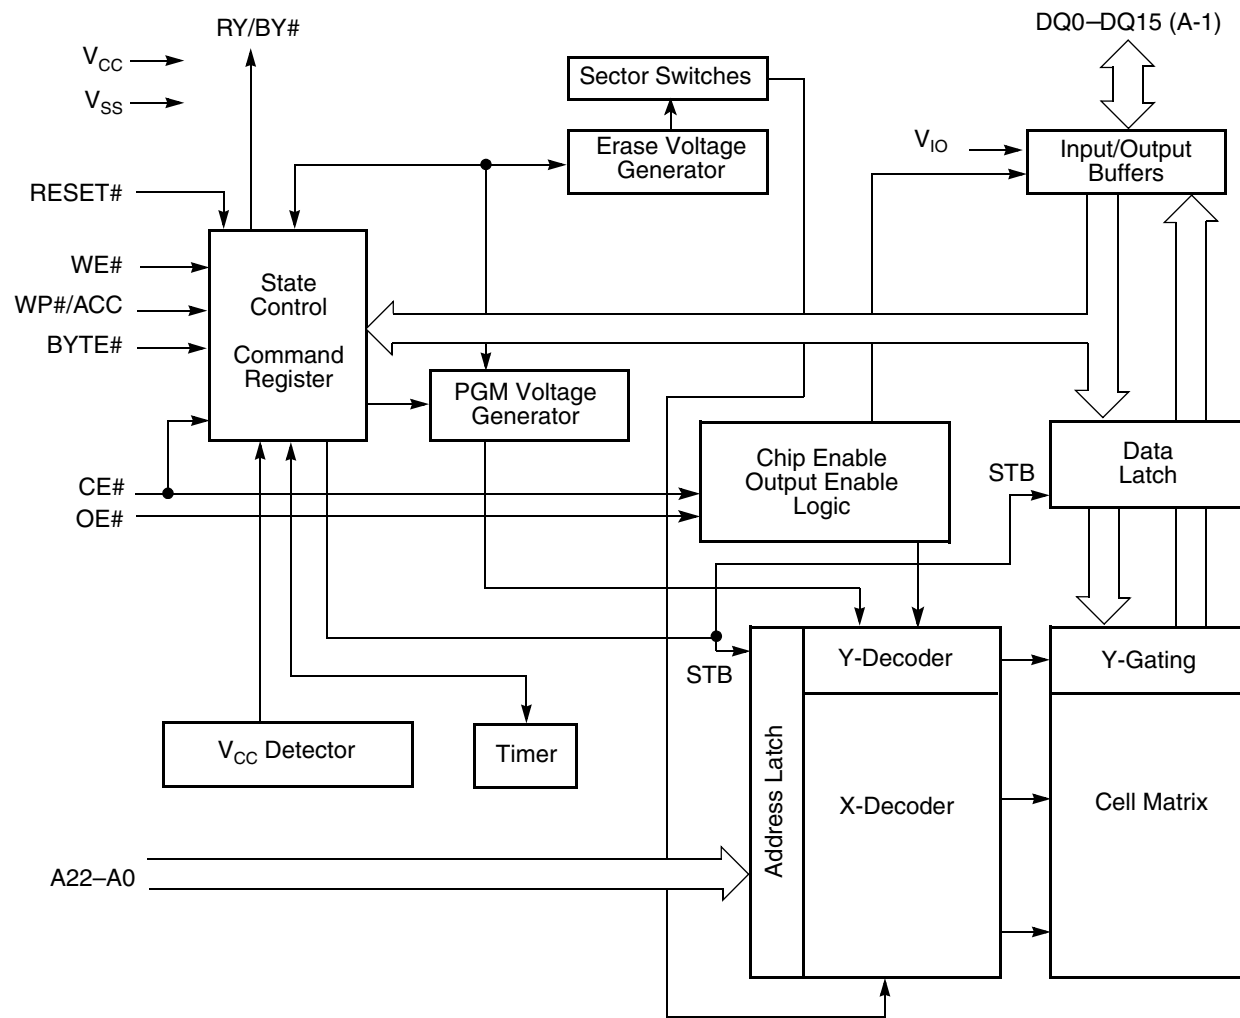 RY/BY#
DQ0–DQ15 (A-1)
VCC
VSS
Sector Switches
Erase Voltage
Generator
VIO
Input/Output
Buffers
RESET#
WE#
WP#/ACC
BYTE#
State
Control
Command
Register
PGM Voltage
Generator
CE#
OE#
Chip Enable
Output Enable
Logic
STB
Data
Latch
STB
Y-Decoder
Y-Gating
VCC Detector
Timer
Address Latch
X-Decoder
Cell Matrix
A22–A0